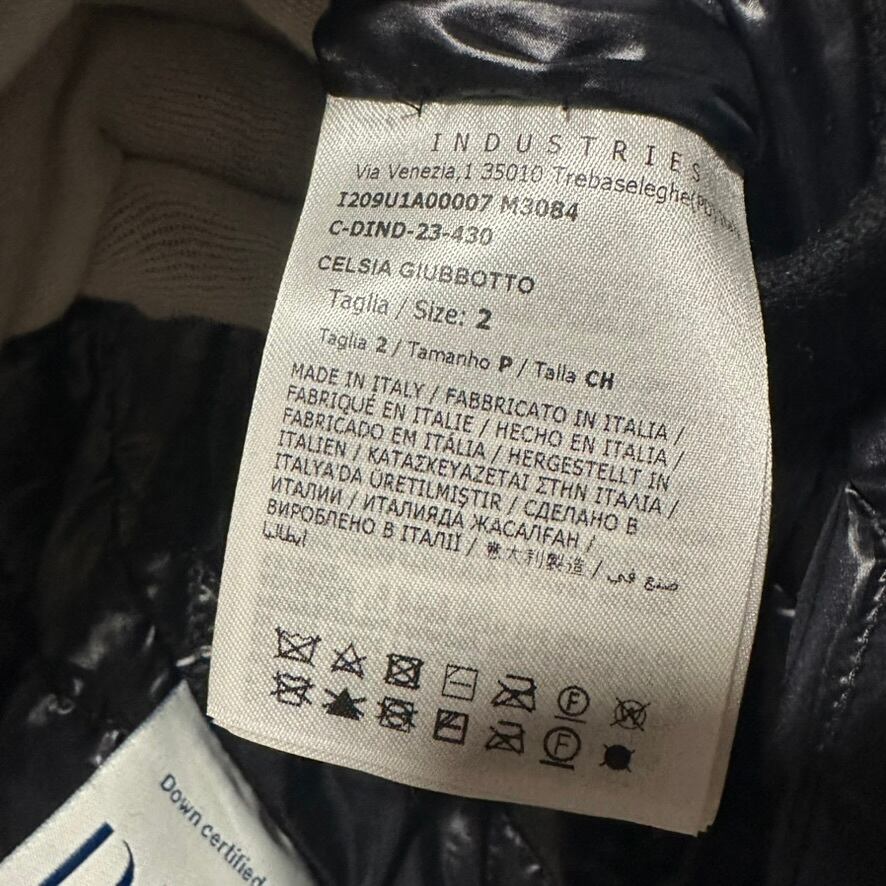 INDUSTRIES
Via Venezia,1 35010 Trebaseleghe(PD)
I209U1A00007 M3084
C-DIND-23-430
CELSIA GIUBBOTTO
Taglia / Size: 2
Taglia 2 / Tamanho P / Talla CH
MADE IN ITALY / FABBRICATO IN ITALIA /
FABRIQUÉ EN ITALIE / HECHO EN ITALIA /
FABRICADO EM ITÁLIA / HERGESTELLT IN
ITALIEN / ΚΑΤΑΣΚΕΥΑΖΕΤΑΙ ΣΤΗΝ ΙΤΑΛΙΑ /
ITALYA'DA ÜRETILMIŞTIR / СДЕЛАНО В
ИТАЛИИ / ИТАЛИЯДА ЖАСАЛҒАН /
ВИРОБЛЕНО В ІТАЛІЇ / 意大利製造 / صنع في
إيطاليا
Down certified